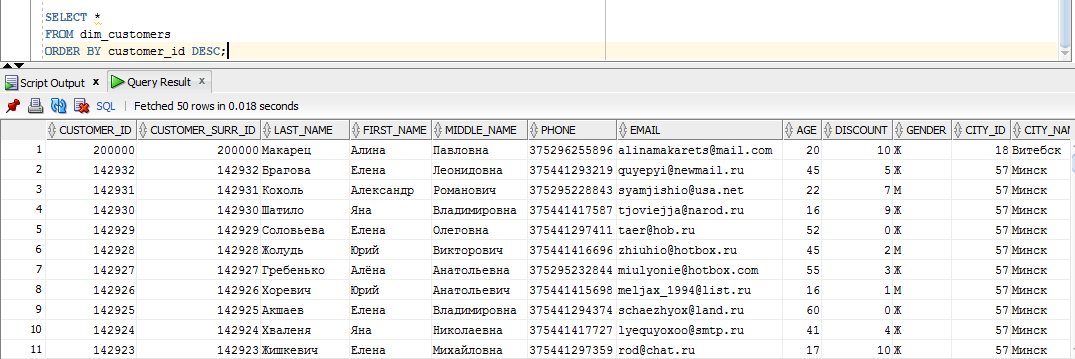 SELECT *
FROM dim_customers
ORDER BY customer_id DESC;
Script Output x Query Result x
SQL | Fetched 50 rows in 0.018 seconds
CUSTOMER_ID CUSTOMER_SURR_ID LAST_NAME FIRST_NAME MIDDLE_NAME PHONE EMAIL AGE DISCOUNT GENDER CITY_ID CITY_NAM
1 200000 200000 Макарец Алина Павловна 375296255896 alinamakarets@mail.com 20 10 Ж 18 Витебск
2 142932 142932 Брагова Елена Леонидовна 375441293219 quyepyi@newmail.ru 45 5 Ж 57 Минск
3 142931 142931 Кохоль Александр Романович 375295228843 syamjishio@usa.net 22 7 М 57 Минск
4 142930 142930 Шатило Яна Владимировна 375441417587 tjoviejja@narod.ru 16 9 Ж 57 Минск
5 142929 142929 Соловьева Елена Олеговна 375441297411 taer@hob.ru 52 0 Ж 57 Минск
6 142928 142928 Жолудь Юрий Викторович 375441416696 zhiuhio@hotbox.ru 45 2 М 57 Минск
7 142927 142927 Гребенько Алёна Анатольевна 375295232844 miulyonie@hotbox.com 55 3 Ж 57 Минск
8 142926 142926 Хоревич Юрий Анатольевич 375441415698 meljax_1994@list.ru 16 1 М 57 Минск
9 142925 142925 Акшаев Елена Владимировна 375441294374 schaezhyox@land.ru 60 0 Ж 57 Минск
10 142924 142924 Хваленя Яна Николаевна 375441417727 lyequyoxoo@smtp.ru 41 4 Ж 57 Минск
11 142923 142923 Жишкевич Елена Михайловна 375441297359 rod@chat.ru 17 10 Ж 57 Минск